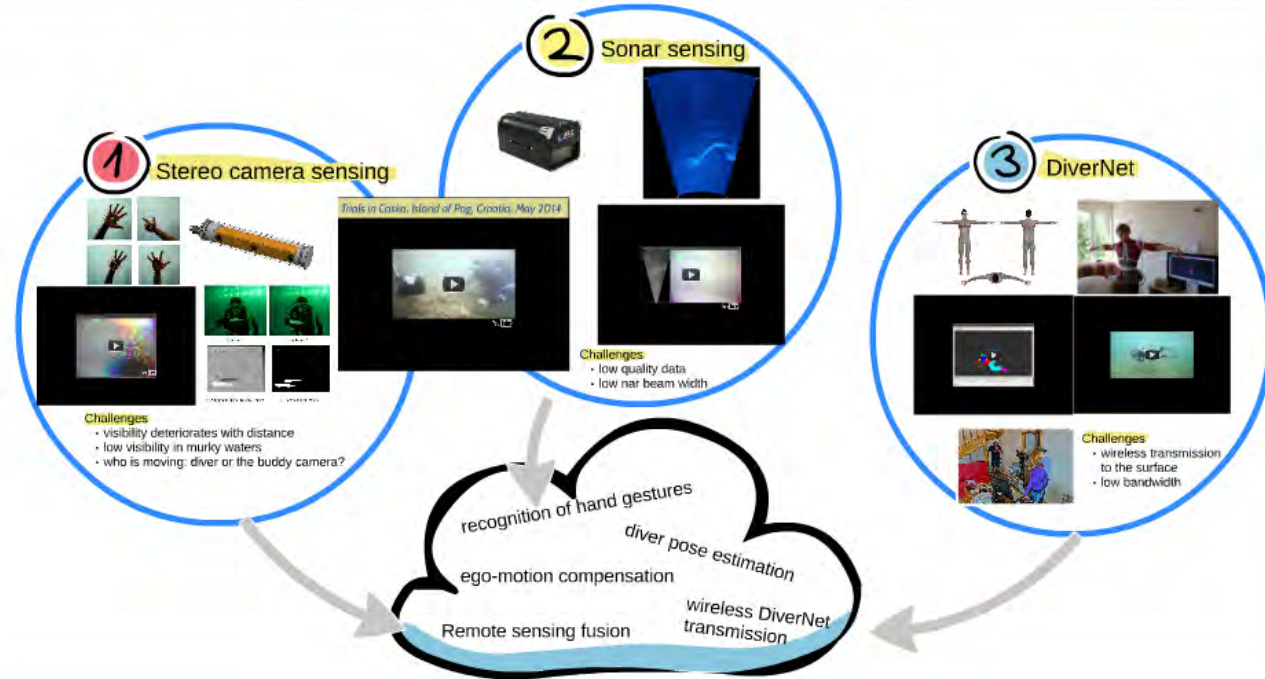 1
Stereo camera sensing
Challenges
• visibility deteriorates with distance
• low visibility in murky waters
• who is moving: diver or the buddy camera?
2
Sonar sensing
Trials in Caska, Island of Pag, Croatia, May 2014
Challenges
• low quality data
• low nar beam width
3
DiverNet
Challenges
• wireless transmission
to the surface
• low bandwidth
recognition of hand gestures
diver pose estimation
ego-motion compensation
wireless DiverNet
transmission
Remote sensing fusion